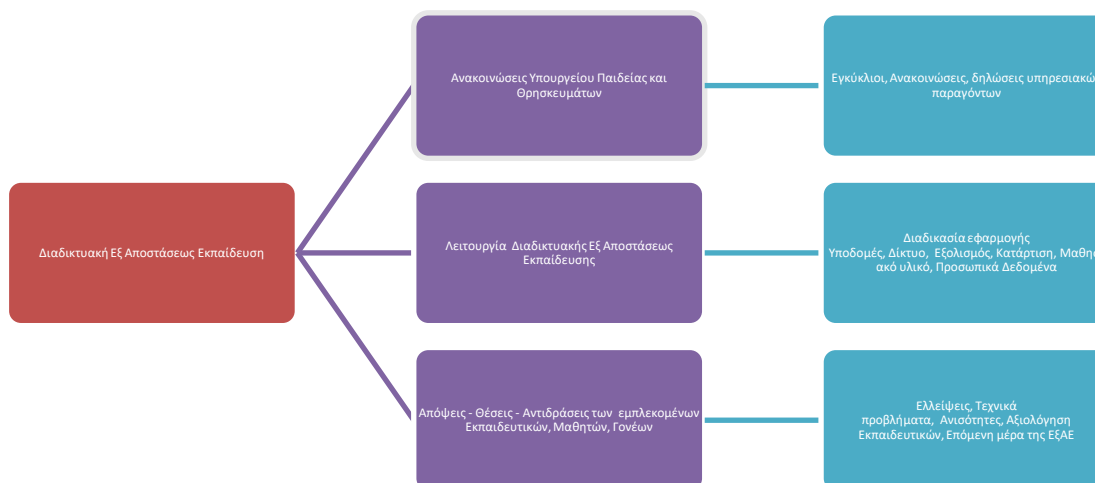 Διαδικτυακή Εξ Αποστάσεως Εκπαίδευση
Ανακοινώσεις Υπουργείου Παιδείας και
Θρησκευμάτων
Εγκύκλιοι, Ανακοινώσεις, δηλώσεις υπηρεσιακώ
παραγόντων
Λειτουργία Διαδικτυακής Εξ Αποστάσεως
Εκπαίδευσης
Διαδικασία εφαρμογής
Υποδομές, Δίκτυο, Εξολισμός, Κατάρτιση, Μαθησ
ακό υλικό, Προσωπικά Δεδομένα
Απόψεις - Θέσεις - Αντιδράσεις των εμπλεκομένων
Εκπαιδευτικών, Μαθητών, Γονέων
Ελλείψεις, Τεχνικά
προβλήματα, Ανισότητες, Αξιολόγηση
Εκπαιδευτικών, Επόμενη μέρα της ΕξΑΕ